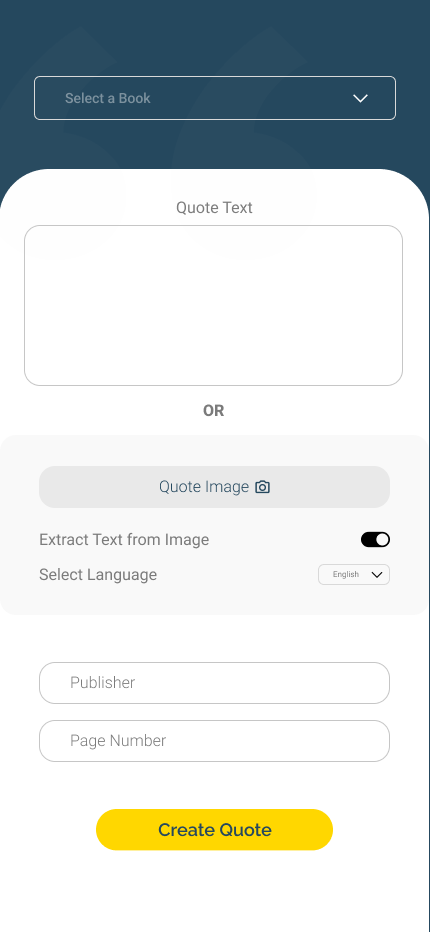 Select a Book
Quote Text
OR
Quote Image
Extract Text from Image
Select Language
English
Publisher
Page Number
Create Quote